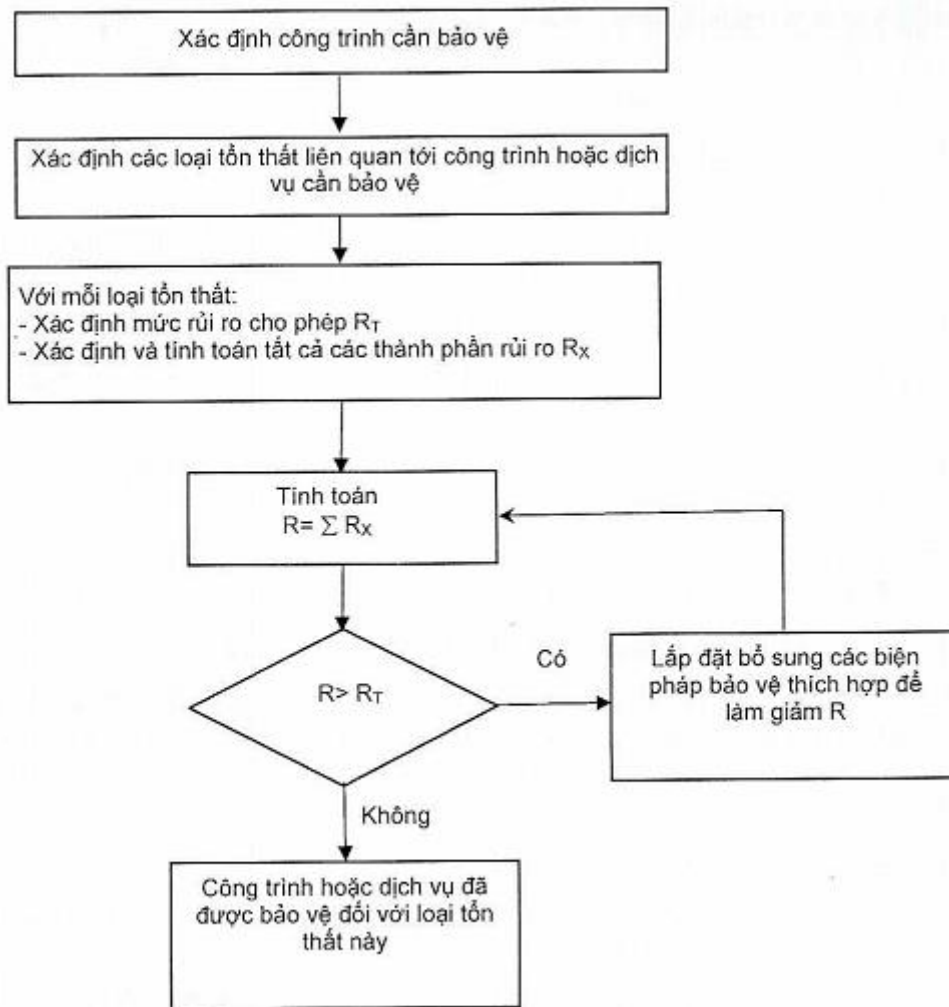 Xác định công trình cần bảo vệ
Xác định các loại tổn thất liên quan tới công trình hoặc dịch
vụ cần bảo vệ
Với mỗi loại tổn thất:
- Xác định mức rủi ro cho phép RT
- Xác định và tính toán tất cả các thành phần rủi ro RX
Tính toán
R= ∑ RX
R> RT
Có
Lắp đặt bổ sung các biện
pháp bảo vệ thích hợp để
làm giảm R
Không
Công trình hoặc dịch vụ đã
được bảo vệ đối với loại tổn
thất này